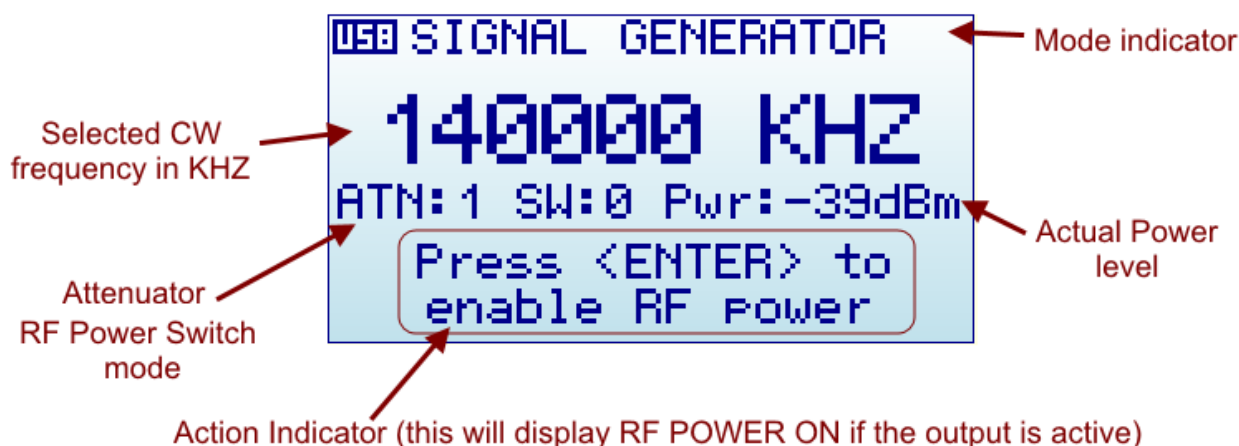 USB SIGNAL GENERATOR
Mode indicator
140000 KHZ
Selected CW
frequency in KHZ
ATN:1 SW:0 Pwr:-39dBm
Actual Power
level
Press <ENTER> to
enable RF power
Attenuator
RF Power Switch
mode
Action Indicator (this will display RF POWER ON if the output is active)